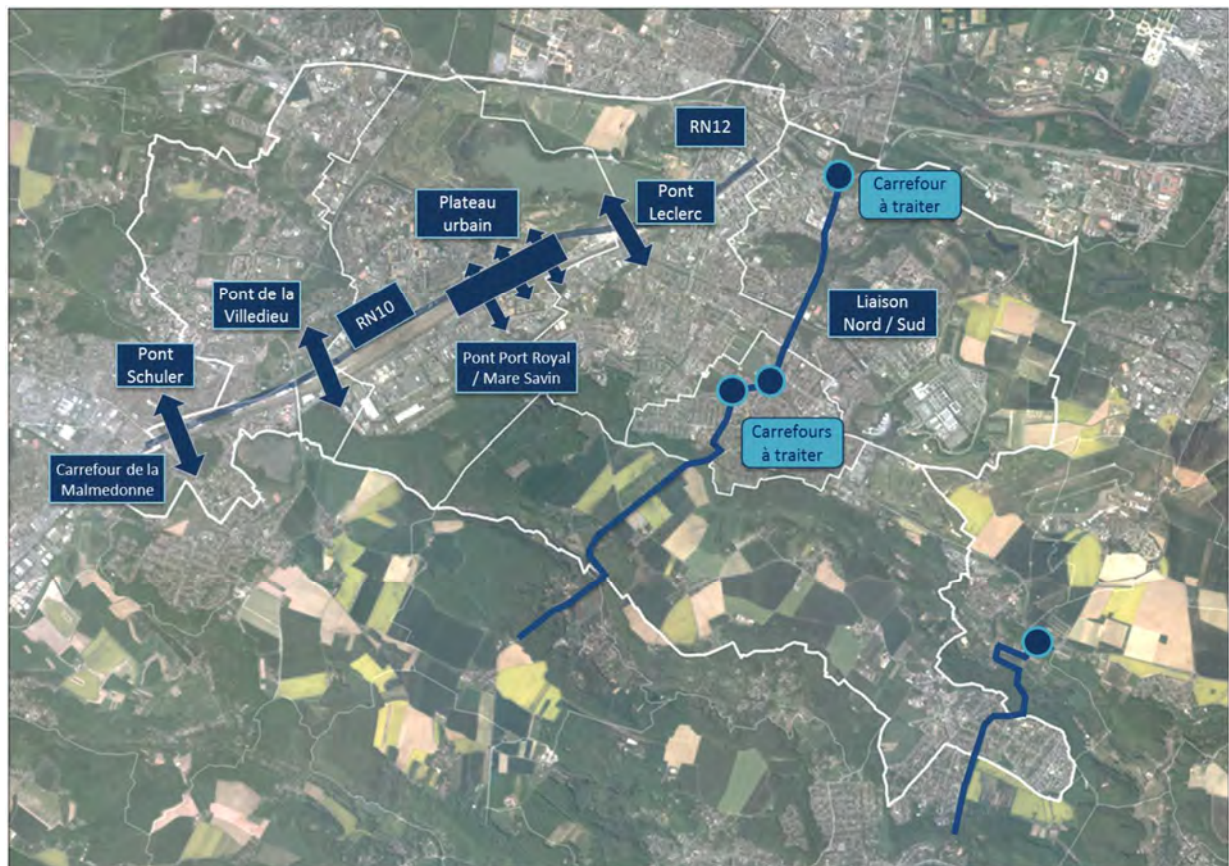 RN12
Carrefour
à traiter
Pont
Leclerc
Plateau
urbain
Pont de la
Villedieu
RN10
Liaison
Nord / Sud
Pont
Schuler
Pont Port Royal
/ Mare Savin
Carrefours
à traiter
Carrefour de la
Malmedonne